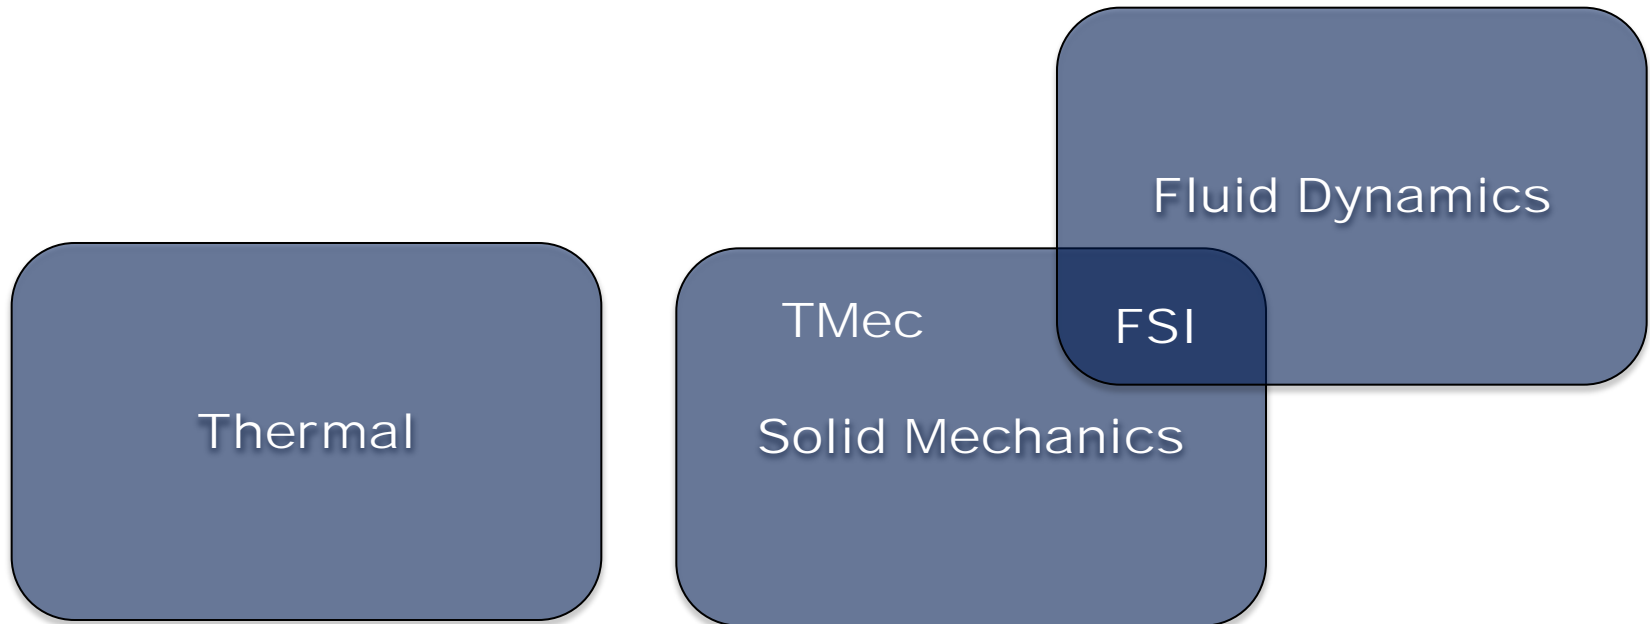 Fluid Dynamics
TMec
FSI
Thermal
Solid Mechanics